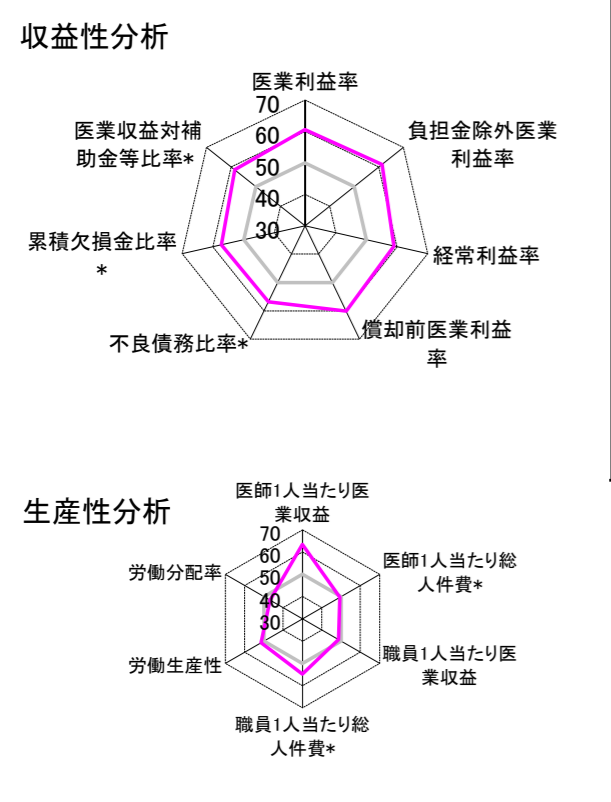 収益性分析
医業利益率
70
60
50
40
30
負担金除外医業
利益率
経常利益率
償却前医業利益
率
不良債務比率*
累積欠損金比率
*
医業収益対補
助金等比率*
生産性分析
医師1人当たり医
業収益
70
60
50
40
30
医師1人当たり総
人件費*
職員1人当たり医
業収益
職員1人当たり総
人件費*
労働生産性
労働分配率